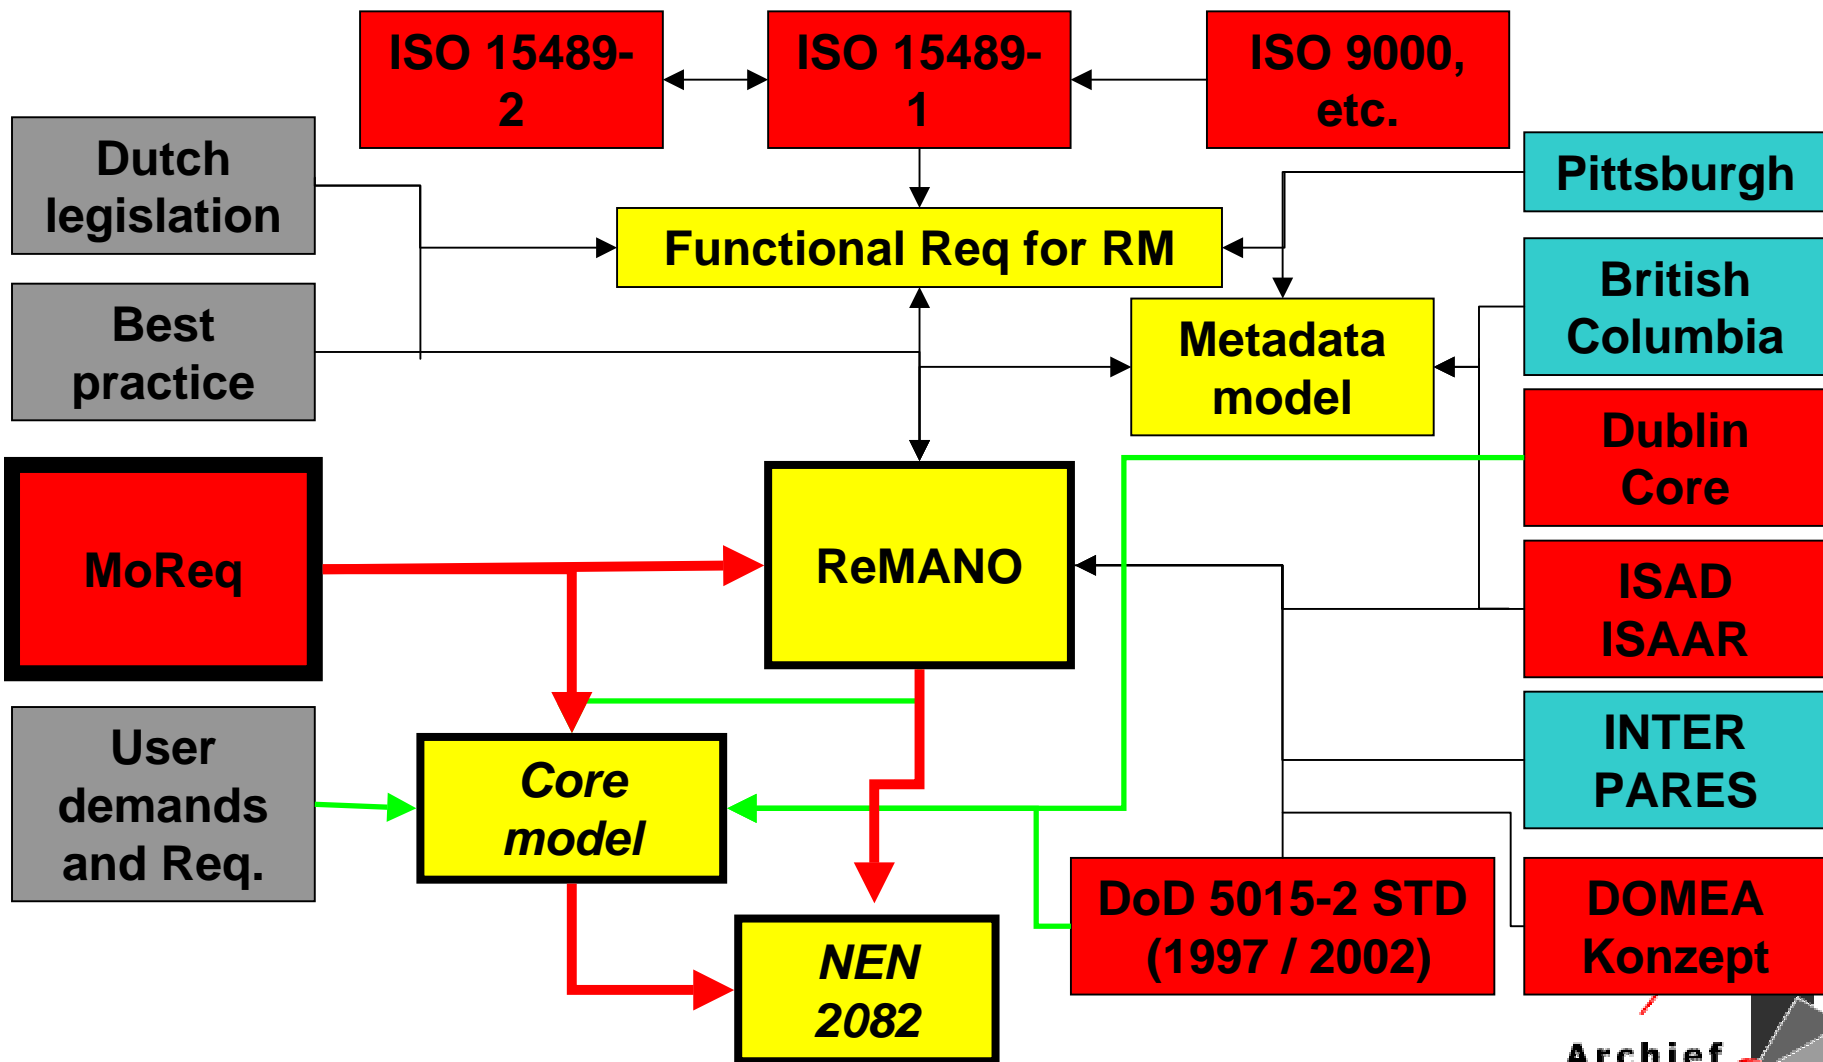 ISO 15489-
2
ISO 15489-
1
ISO 9000,
etc.
Dutch
legislation
Pittsburgh
Functional Req for RM
British
Columbia
Best
practice
Metadata
model
Dublin
Core
MoReq
ReMANO
ISAD
ISAAR
User
demands
and Req.
Core
model
INTER
PARES
DoD 5015-2 STD
(1997 / 2002)
DOMEA
Konzept
NEN
2082
Archief